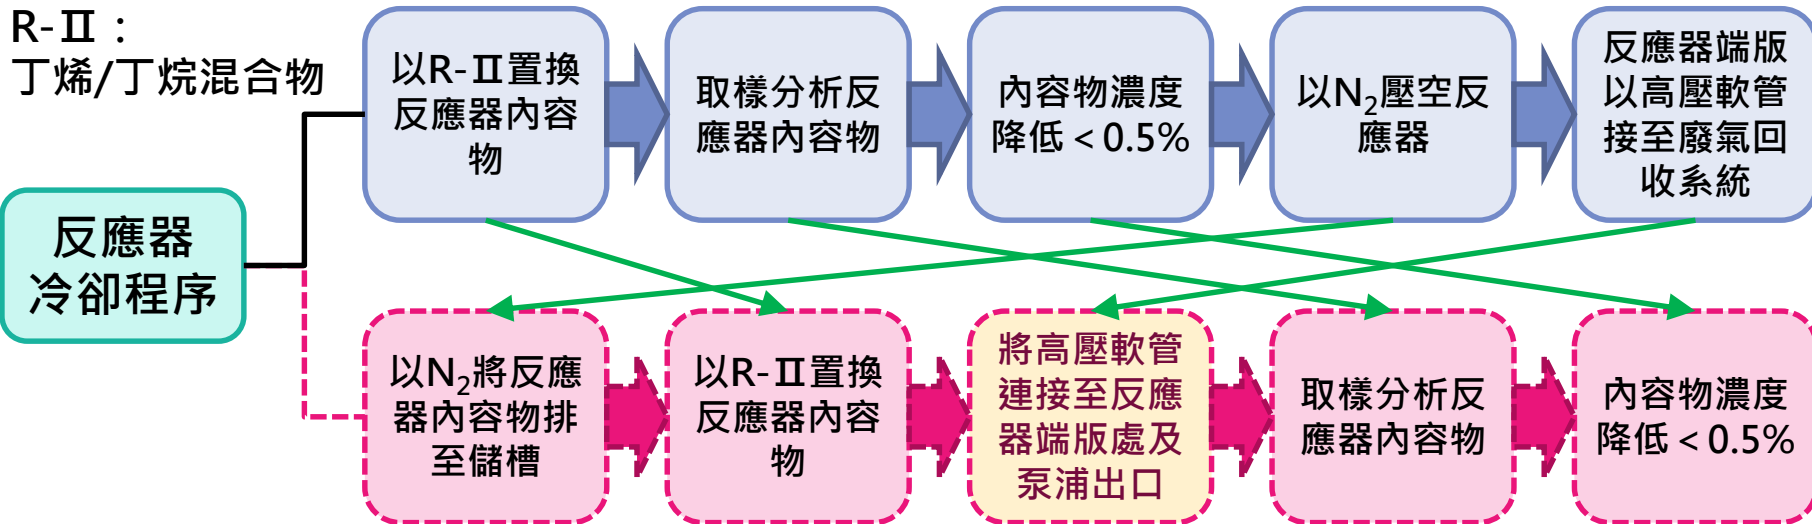 R-Ⅱ：
丁烯/丁烷混合物
反應器
冷卻程序
以R-Ⅱ置換
反應器內容
物
取樣分析反
應器內容物
內容物濃度
降低＜0.5%
以N₂壓空反
應器
反應器端版
以高壓軟管
接至廢氣回
收系統
以N₂將反應
器內容物排
至儲槽
以R-Ⅱ置換
反應器內容
物
將高壓軟管
連接至反應
器端版處及
泵浦出口
取樣分析反
應器內容物
內容物濃度
降低＜0.5%